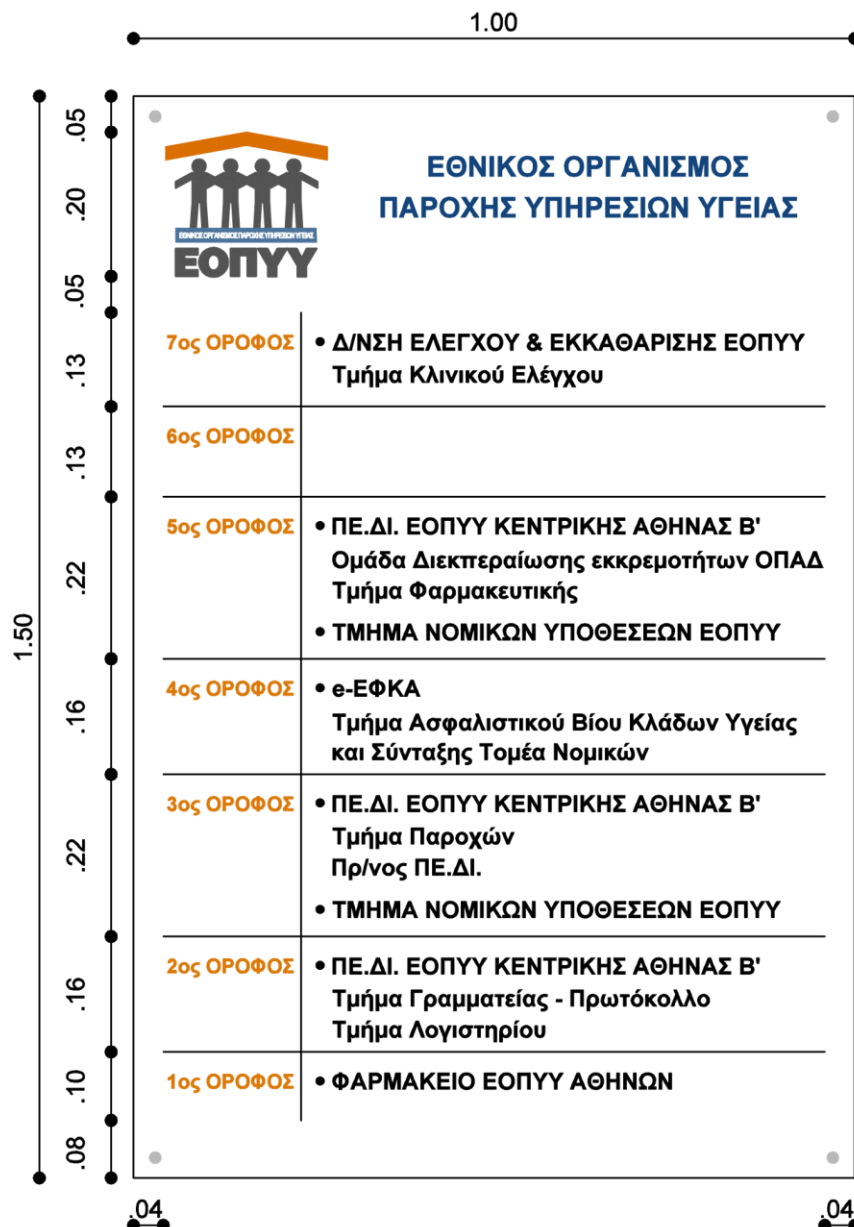 1.00
.05
.20
.05
.13
.13
.22
.16
.22
.16
.10
.08
1.50
ΕΘΝΙΚΟΣ ΟΡΓΑΝΙΣΜΟΣ
ΠΑΡΟΧΗΣ ΥΠΗΡΕΣΙΩΝ ΥΓΕΙΑΣ
ΕΘΝΙΚΟΣ ΟΡΓΑΝΙΣΜΟΣ ΠΑΡΟΧΗΣ ΥΠΗΡΕΣΙΩΝ ΥΓΕΙΑΣ
ΕΟΠΥΥ
7ος ΟΡΟΦΟΣ • Δ/ΝΣΗ ΕΛΕΓΧΟΥ & ΕΚΚΑΘΑΡΙΣΗΣ ΕΟΠΥΥ
Τμήμα Κλινικού Ελέγχου
6ος ΟΡΟΦΟΣ
5ος ΟΡΟΦΟΣ • ΠΕ.ΔΙ. ΕΟΠΥΥ ΚΕΝΤΡΙΚΗΣ ΑΘΗΝΑΣ Β'
Ομάδα Διεκπεραίωσης εκκρεμοτήτων ΟΠΑΔ
Τμήμα Φαρμακευτικής
• ΤΜΗΜΑ ΝΟΜΙΚΩΝ ΥΠΟΘΕΣΕΩΝ ΕΟΠΥΥ
4ος ΟΡΟΦΟΣ • e-ΕΦΚΑ
Τμήμα Ασφαλιστικού Βίου Κλάδων Υγείας
και Σύνταξης Τομέα Νομικών
3ος ΟΡΟΦΟΣ • ΠΕ.ΔΙ. ΕΟΠΥΥ ΚΕΝΤΡΙΚΗΣ ΑΘΗΝΑΣ Β'
Τμήμα Παροχών
Πρ/νος ΠΕ.ΔΙ.
• ΤΜΗΜΑ ΝΟΜΙΚΩΝ ΥΠΟΘΕΣΕΩΝ ΕΟΠΥΥ
2ος ΟΡΟΦΟΣ • ΠΕ.ΔΙ. ΕΟΠΥΥ ΚΕΝΤΡΙΚΗΣ ΑΘΗΝΑΣ Β'
Τμήμα Γραμματείας - Πρωτόκολλο
Τμήμα Λογιστηρίου
1ος ΟΡΟΦΟΣ • ΦΑΡΜΑΚΕΙΟ ΕΟΠΥΥ ΑΘΗΝΩΝ
.04
.04